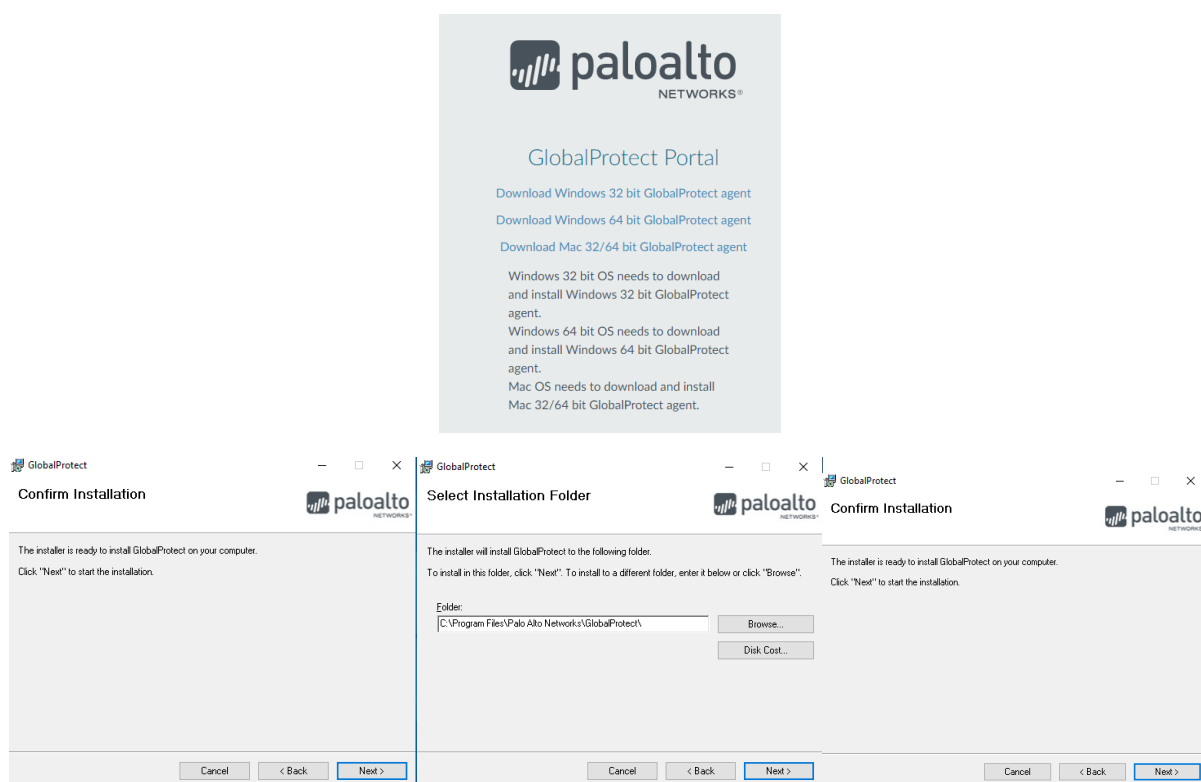 paloalto
NETWORKS®
GlobalProtect Portal
Download Windows 32 bit GlobalProtect agent
Download Windows 64 bit GlobalProtect agent
Download Mac 32/64 bit GlobalProtect agent
Windows 32 bit OS needs to download
and install Windows 32 bit GlobalProtect
agent.
Windows 64 bit OS needs to download
and install Windows 64 bit GlobalProtect
agent.
Mac OS needs to download and install
Mac 32/64 bit GlobalProtect agent.
GlobalProtect
Confirm Installation
paloalto
NETWORKS®
The installer is ready to install GlobalProtect on your computer.
Click "Next" to start the installation.
Cancel
< Back
Next >
GlobalProtect
Select Installation Folder
paloalto
NETWORKS®
The installer will install GlobalProtect to the following folder.
To install in this folder, click "Next". To install to a different folder, enter it below or click "Browse".
Folder:
C:\Program Files\Palo Alto Networks\GlobalProtect\
Browse...
Disk Cost...
Cancel
< Back
Next >
GlobalProtect
Confirm Installation
paloalto
NETWORKS
The installer is ready to install GlobalProtect on your computer.
Click "Next" to start the installation.
Cancel
< Back
Next >